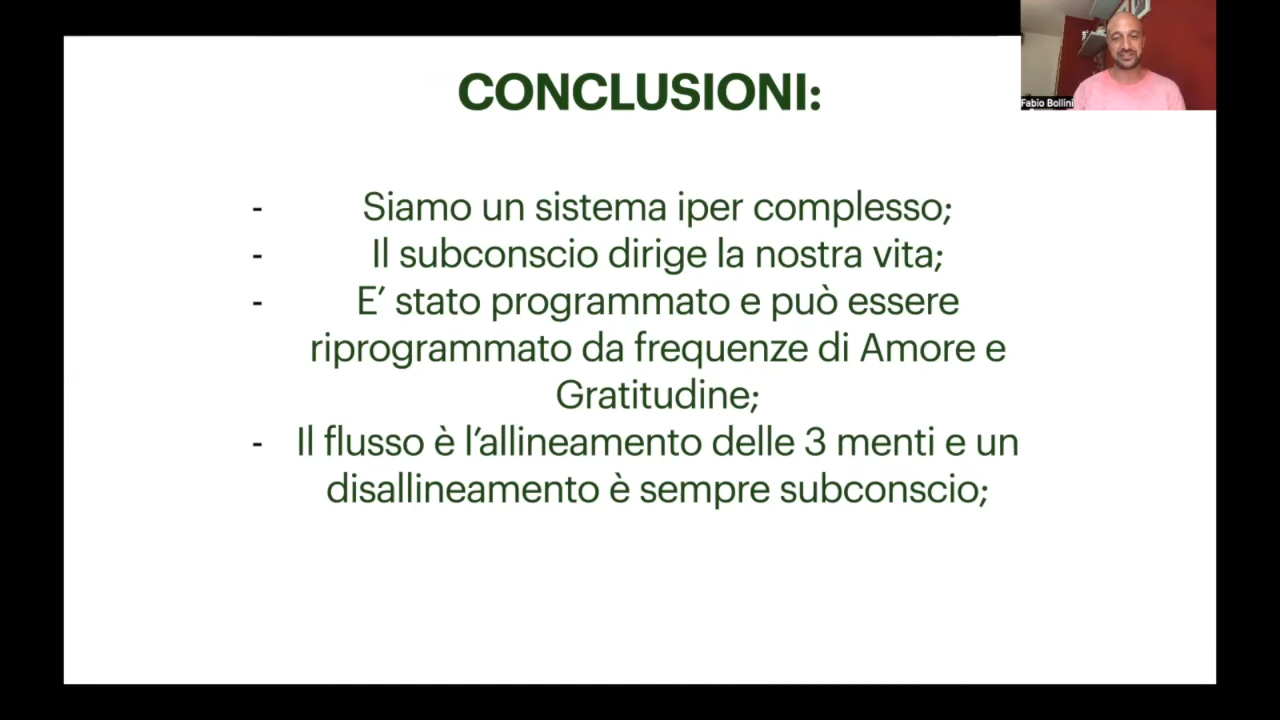 CONCLUSIONI:
Fabio Bollini
- Siamo un sistema iper complesso;
- Il subconscio dirige la nostra vita;
- E’ stato programmato e può essere
riprogrammato da frequenze di Amore e
Gratitudine;
- Il flusso è l’allineamento delle 3 menti e un
disallineamento è sempre subconscio;